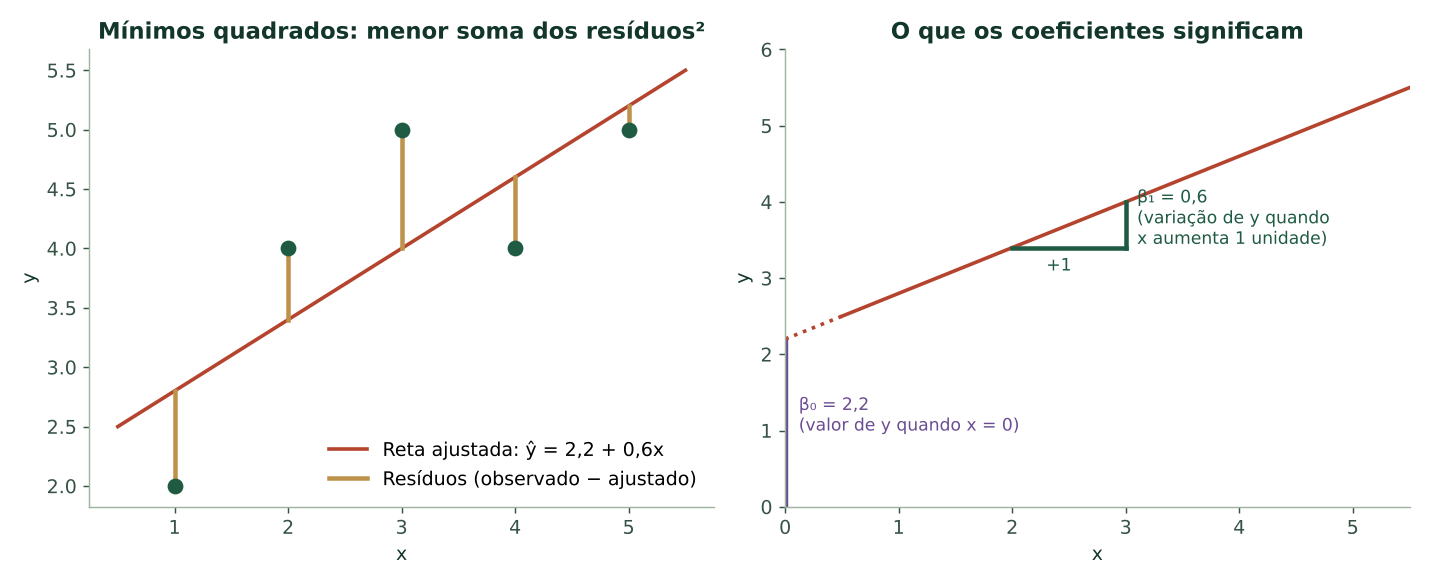 Mínimos quadrados: menor soma dos resíduos²
5.5
5.0
4.5
4.0
3.5
3.0
2.5
2.0
y
Reta ajustada: ŷ = 2,2 + 0,6x
Resíduos (observado − ajustado)
1 2 3 4 5
x
O que os coeficientes significam
6
5
4
3
2
1
0
y
β₁ = 0,6
(variação de y quando
x aumenta 1 unidade)
+1
β₀ = 2,2
(valor de y quando x = 0)
0 1 2 3 4 5
x